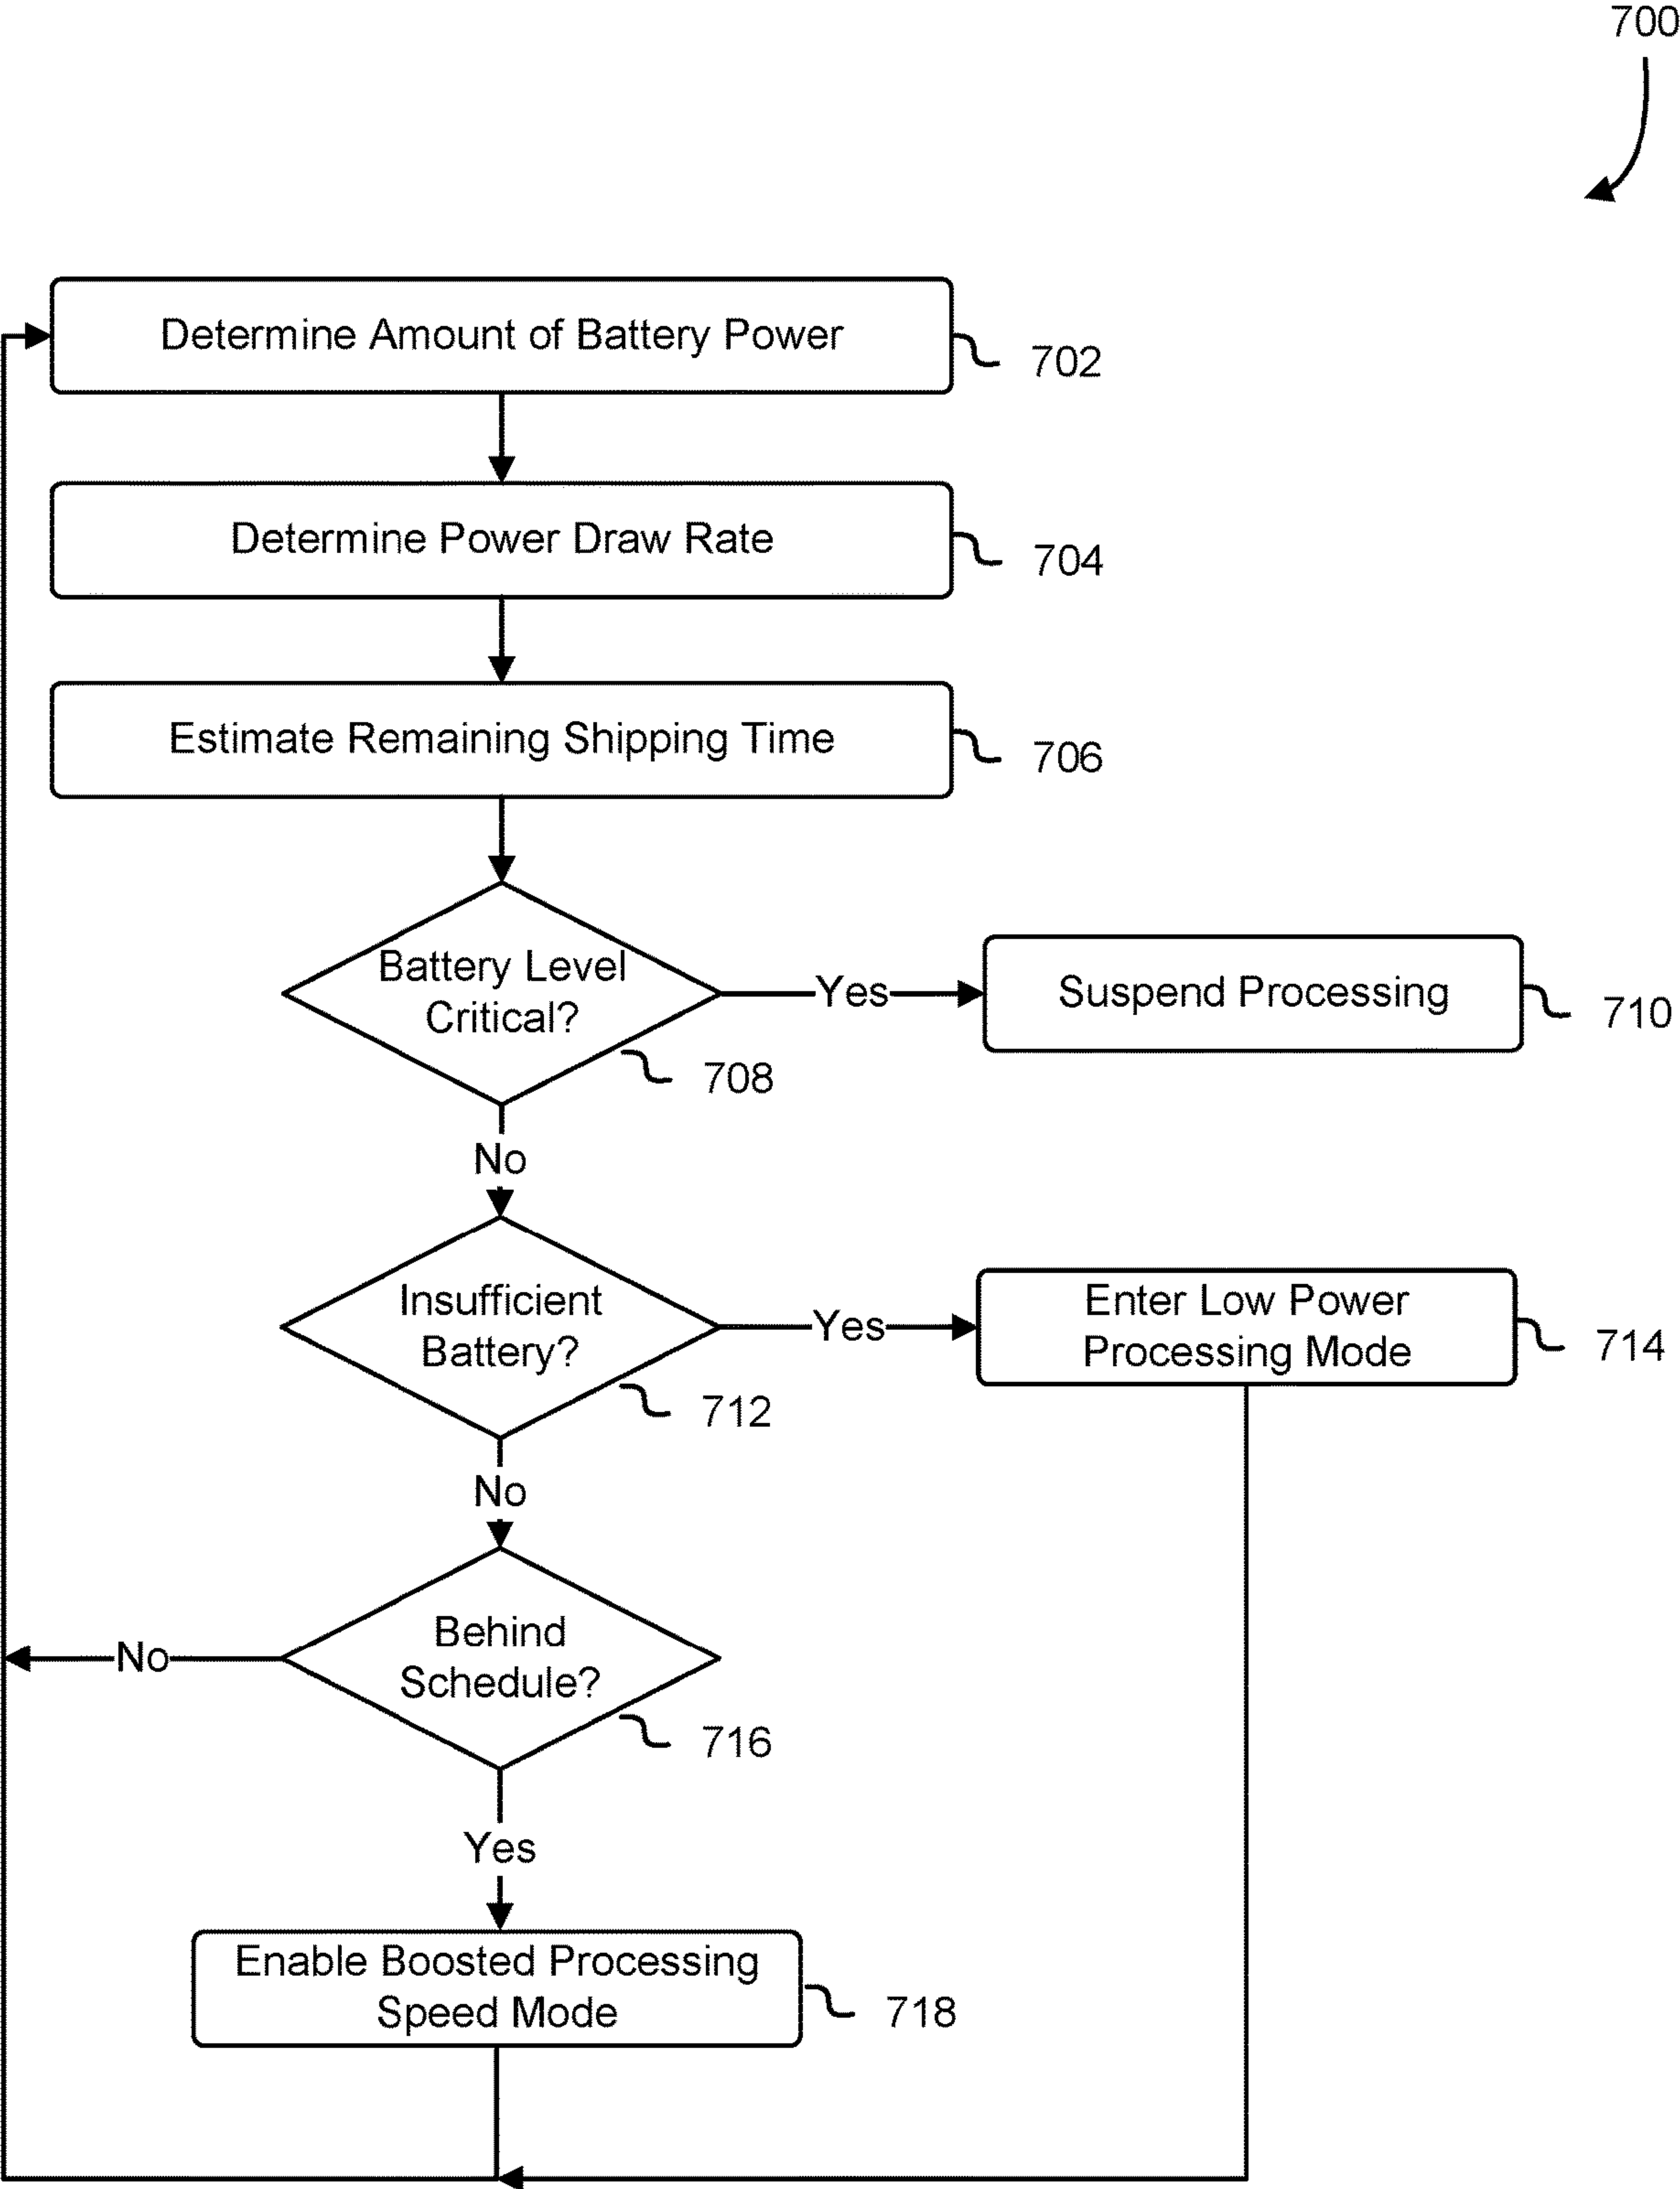 700
Determine Amount of Battery Power
702
Determine Power Draw Rate
704
Estimate Remaining Shipping Time
706
Battery Level
Critical?
Yes
Suspend Processing
710
708
No
Insufficient
Battery?
Yes
Enter Low Power
Processing Mode
714
712
No
Behind
Schedule?
No
716
Yes
Enable Boosted Processing
Speed Mode
718